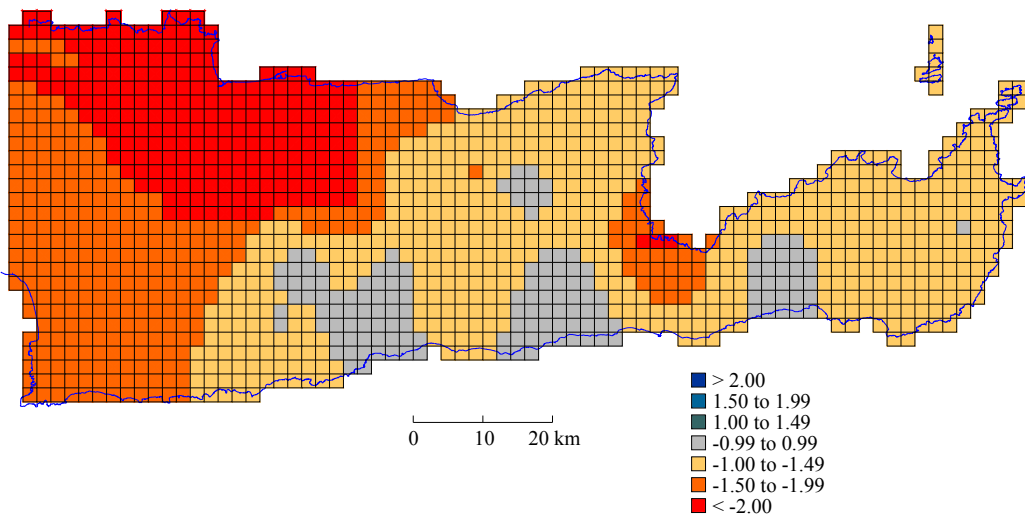 > 2.00
1.50 to 1.99
1.00 to 1.49
-0.99 to 0.99
-1.00 to -1.49
-1.50 to -1.99
< -2.00
0 10 20 km